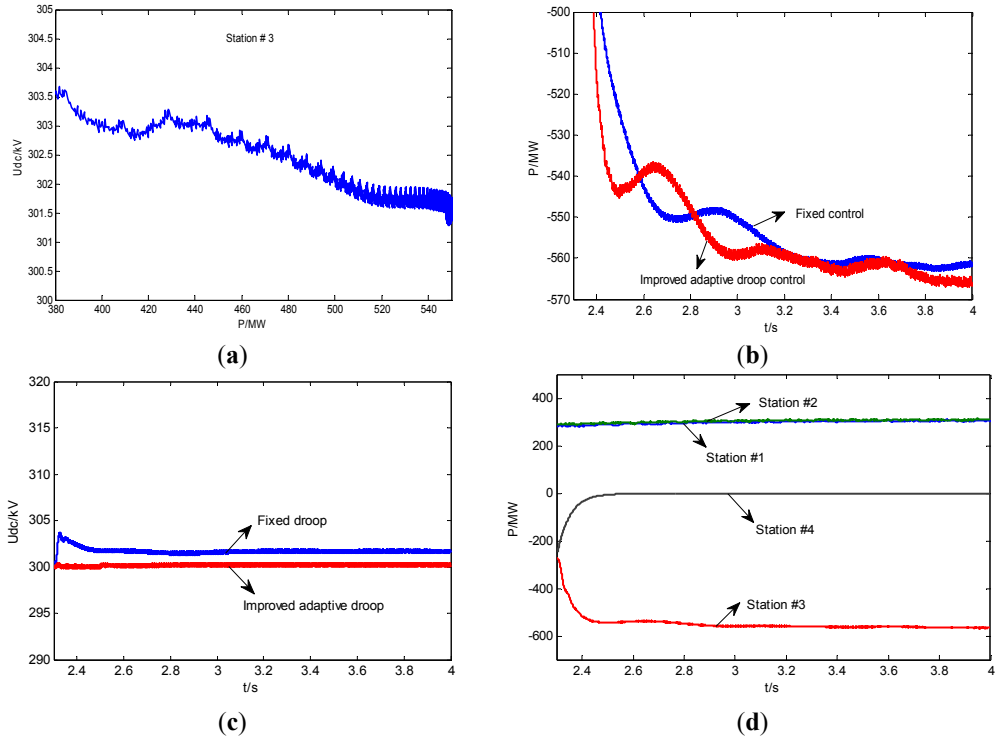 305
304.5
304
303.5
303
302.5
302
301.5
301
300.5
300
Udc/kV
Station # 3
380 400 420 440 460 480 500 520 540
P/MW
(a)
-500
-510
-520
-530
-540
-550
-560
-570
P/MW
Fixed control
Improved adaptive droop control
2.4 2.6 2.8 3 3.2 3.4 3.6 3.8 4
t/s
(b)
320
315
310
305
300
295
290
Udc/kV
Fixed droop
Improved adaptive droop
2.4 2.6 2.8 3 3.2 3.4 3.6 3.8 4
t/s
(c)
400
200
0
-200
-400
-600
P/MW
Station #2
Station #1
Station #4
Station #3
2.4 2.6 2.8 3 3.2 3.4 3.6 3.8 4
t/s
(d)